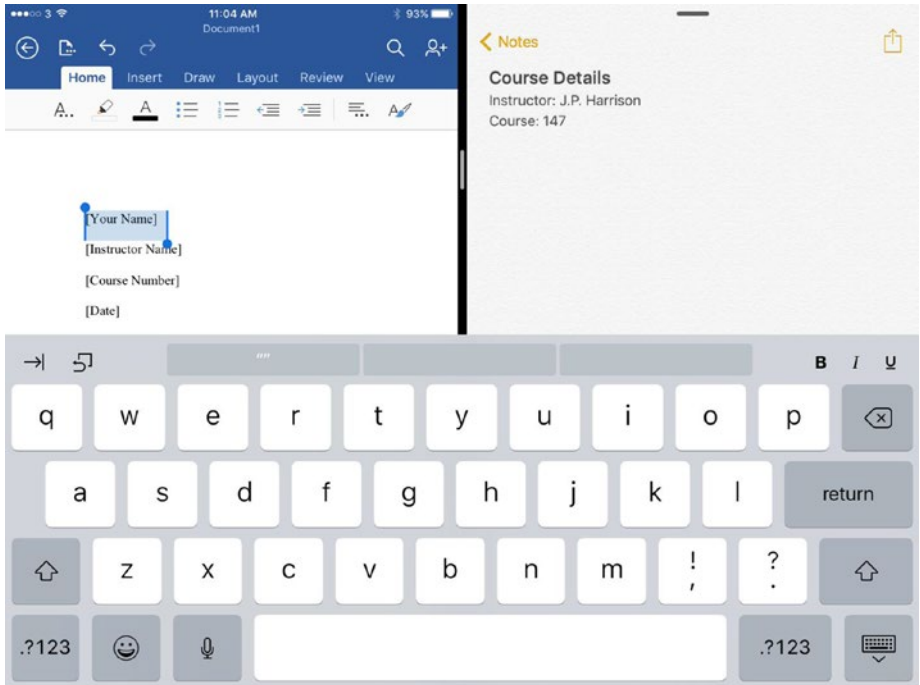 3 11:04 AM 93%
Document1
Home Insert Draw Layout Review View
A... A
[Your Name]
[Instructor Name]
[Course Number]
[Date]
Notes
Course Details
Instructor: J.P. Harrison
Course: 147
"" B I U
q w e r t y u i o p
a s d f g h j k l return
z x c v b n m ! , ? .
.?123 .?123